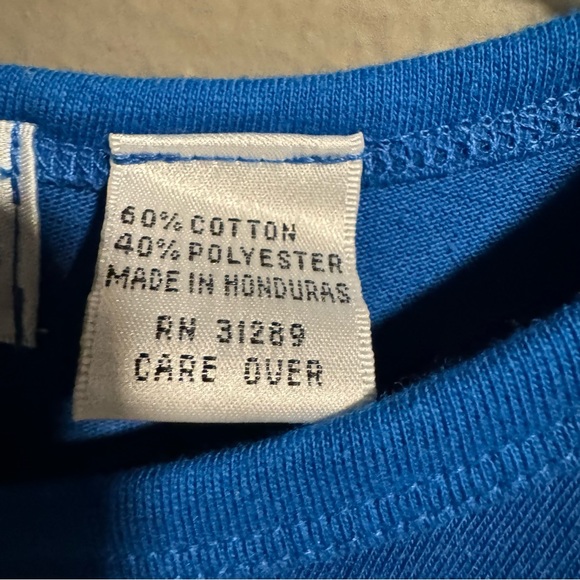 60% COTTON
40% POLYESTER
MADE IN HONDURAS
RN 31289
CARE OVER